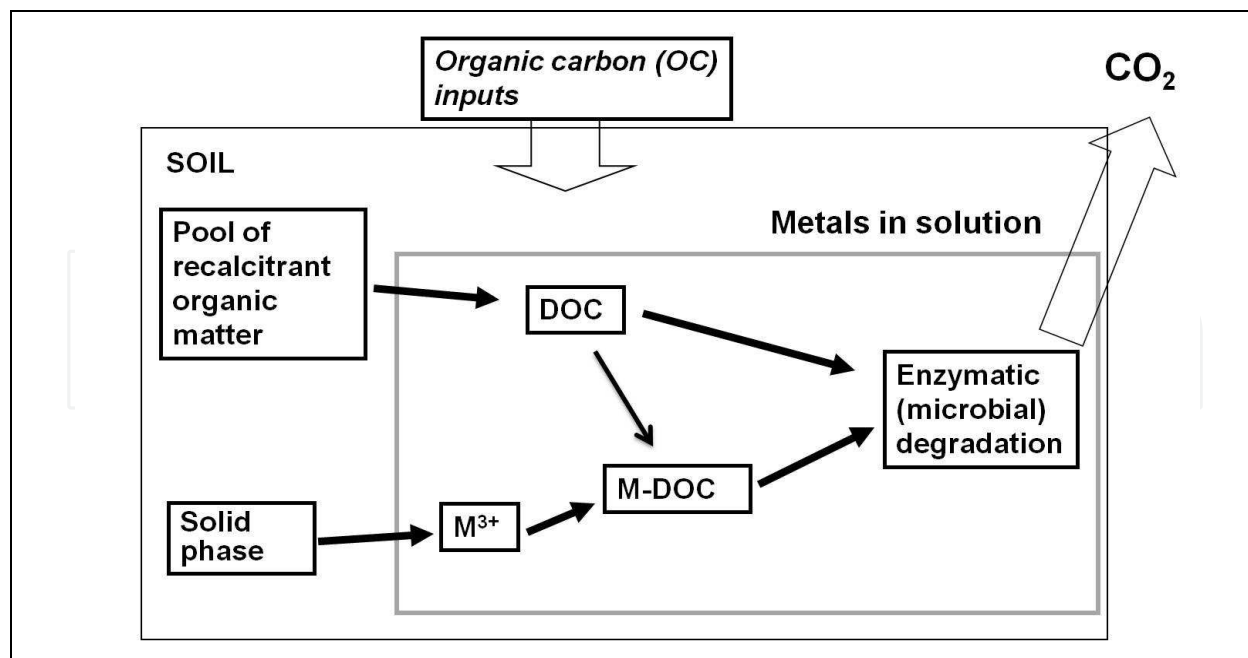 Organic carbon (OC)
inputs
CO₂
SOIL
Pool of
recalcitrant
organic
matter
Metals in solution
DOC
Enzymatic
(microbial)
degradation
M-DOC
Solid
phase
M³⁺